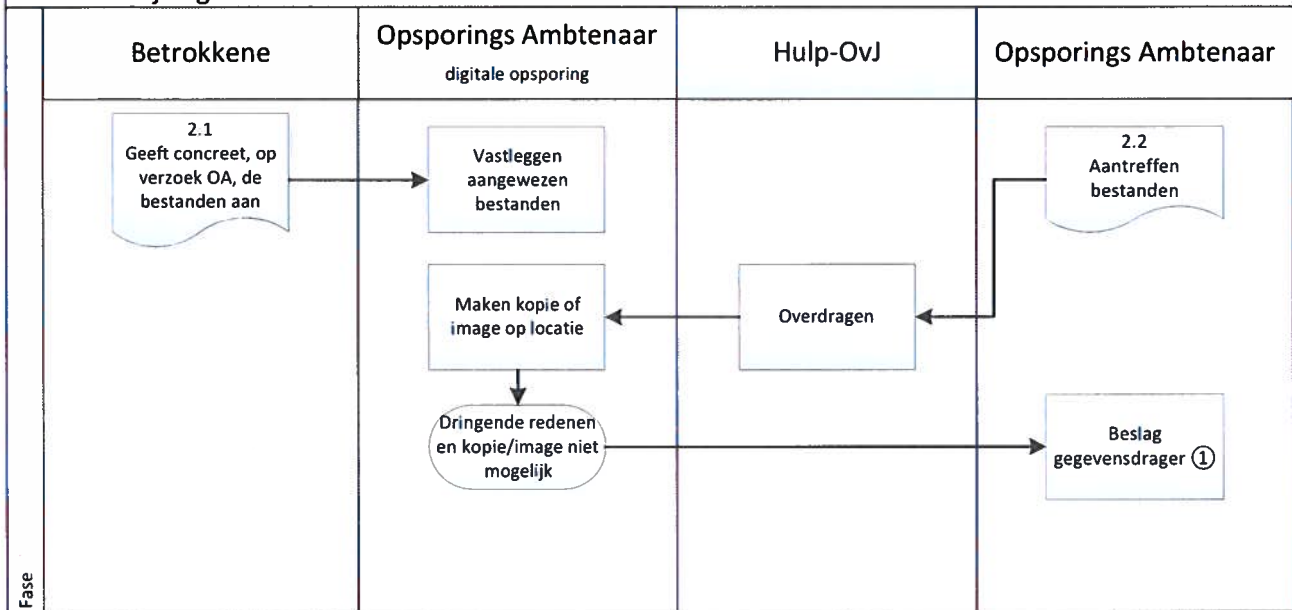 Betrokkene
Opsporings Ambtenaar
digitale opsporing
Hulp-OvJ
Opsporings Ambtenaar
2.1
Geeft concreet, op
verzoek OA, de
bestanden aan
Vastleggen
aangewezen
bestanden
2.2
Aantreffen
bestanden
Maken kopie of
image op locatie
Overdragen
Dringende redenen
en kopie/image niet
mogelijk
Beslag
gegevensdrager ①
Fase